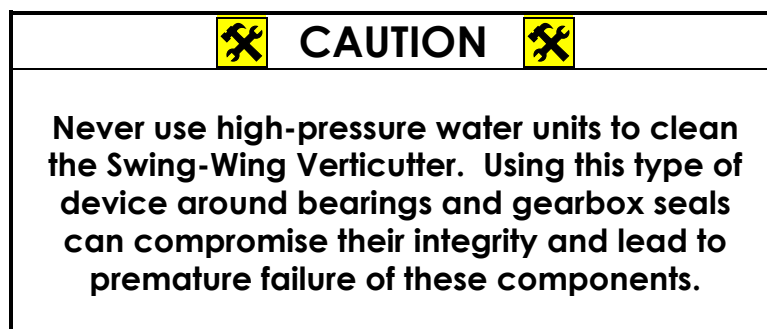 CAUTION
Never use high-pressure water units to clean
the Swing-Wing Verticutter.  Using this type of
device around bearings and gearbox seals
can compromise their integrity and lead to
premature failure of these components.